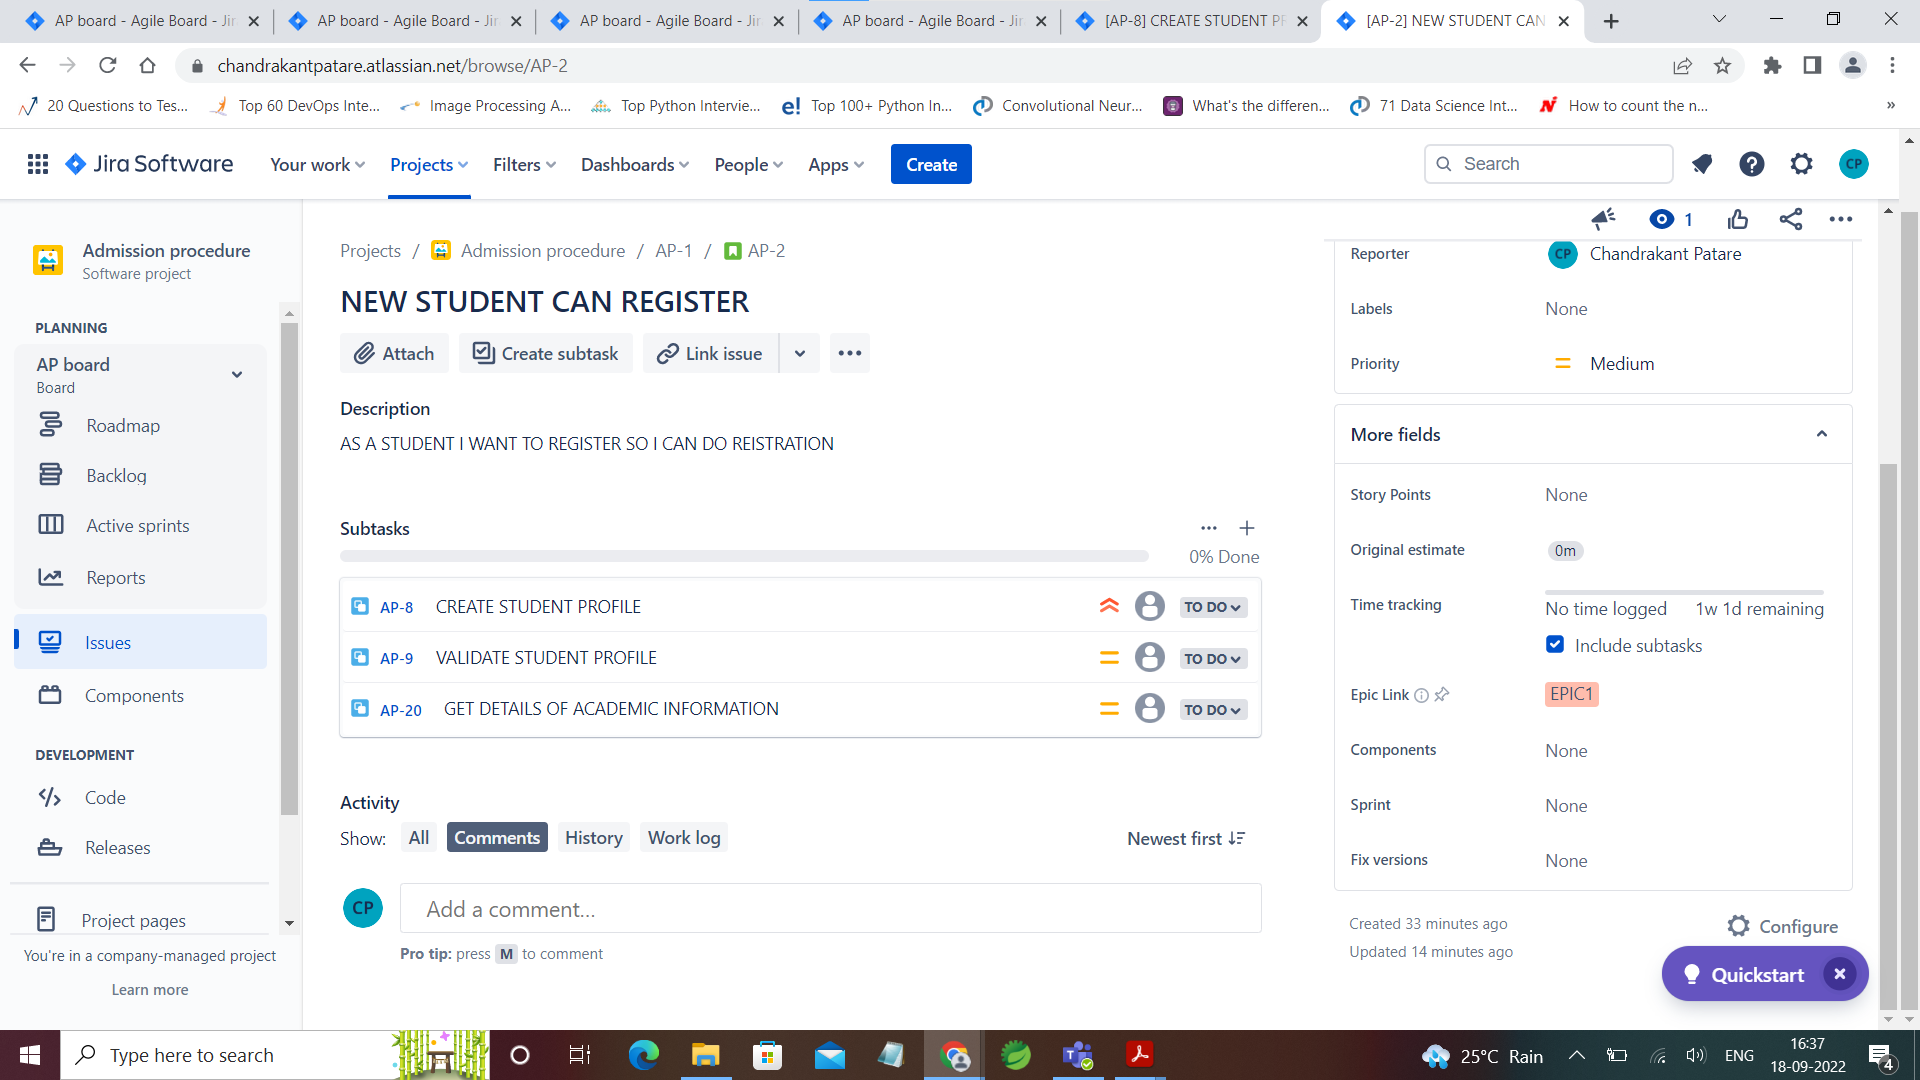 AP board - Agile Board - Jir
AP board - Agile Board - Jir
AP board - Agile Board - Jir
AP board - Agile Board - Jir
[AP-8] CREATE STUDENT PR
[AP-2] NEW STUDENT CAN
chandrakantpatare.atlassian.net/browse/AP-2
20 Questions to Tes...
Top 60 DevOps Inte...
Image Processing A...
Top Python Intervie...
Top 100+ Python In...
Convolutional Neur...
What's the differen...
71 Data Science Int...
How to count the n...
»
Jira Software
Your work
Projects
Filters
Dashboards
People
Apps
Create
Search
CP
Admission procedure
Software project
PLANNING
AP board
Board
Roadmap
Backlog
Active sprints
Reports
Issues
Components
DEVELOPMENT
Code
Releases
Project pages
You're in a company-managed project
Learn more
1
Projects / Admission procedure / AP-1 / AP-2
NEW STUDENT CAN REGISTER
Attach
Create subtask
Link issue
Description
AS A STUDENT I WANT TO REGISTER SO I CAN DO REISTRATION
Subtasks
0% Done
AP-8 CREATE STUDENT PROFILE TO DO
AP-9 VALIDATE STUDENT PROFILE TO DO
AP-20 GET DETAILS OF ACADEMIC INFORMATION TO DO
Activity
Show: All Comments History Work log Newest first
CP
Add a comment...
Pro tip: press M to comment
Reporter CP Chandrakant Patare
Labels None
Priority Medium
More fields
Story Points None
Original estimate 0m
Time tracking No time logged 1w 1d remaining
Include subtasks
Epic Link EPIC1
Components None
Sprint None
Fix versions None
Created 33 minutes ago
Updated 14 minutes ago
Configure
Quickstart
Type here to search
25°C Rain
ENG
16:37
18-09-2022
4